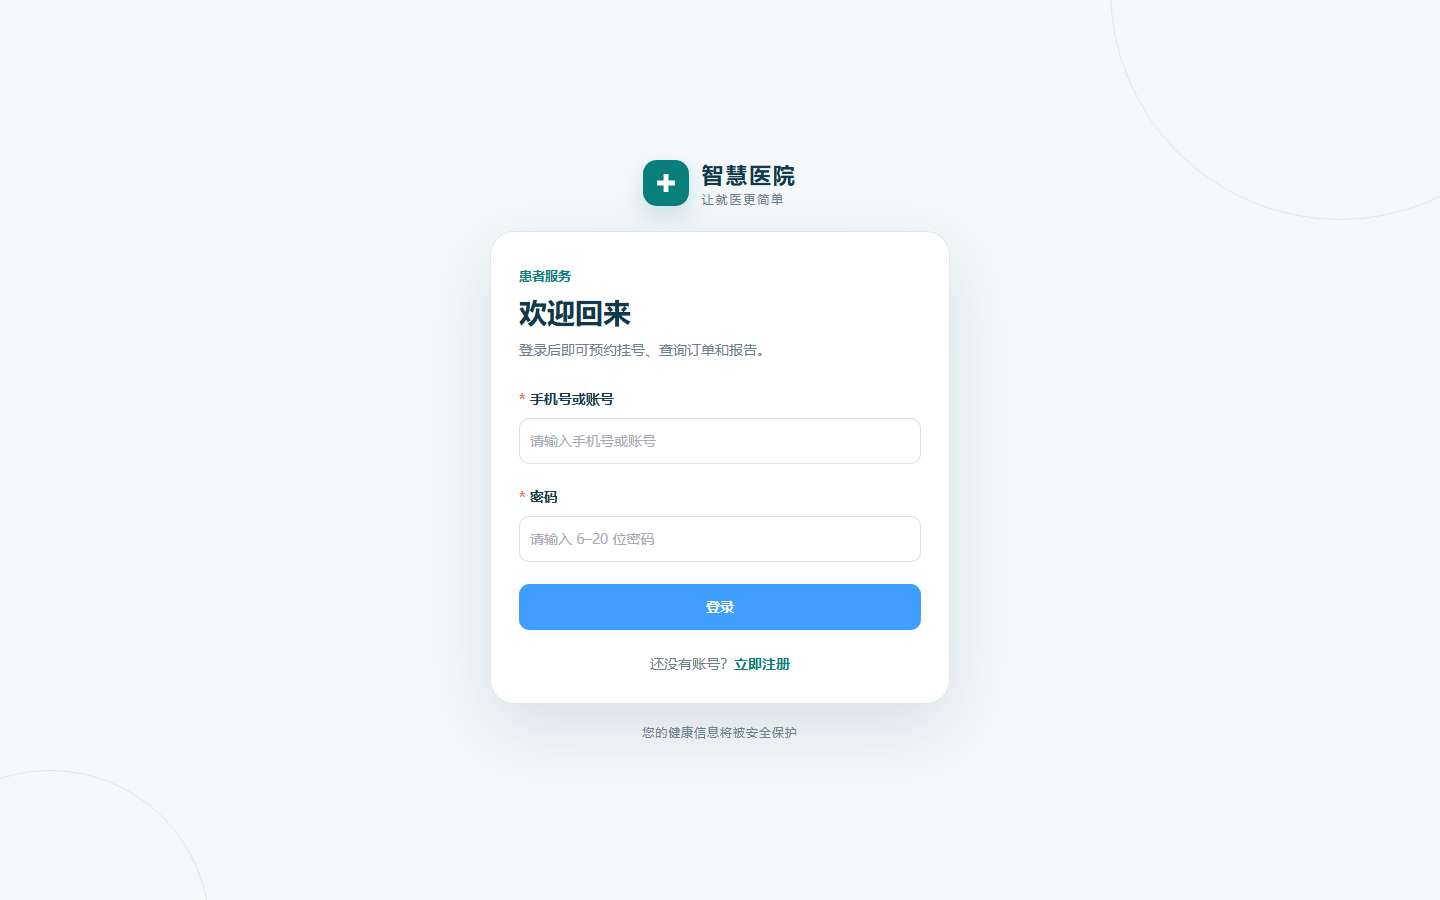 智慧医院
让就医更简单
患者服务
欢迎回来
登录后即可预约挂号、查询订单和报告。
* 手机号或账号
请输入手机号或账号
* 密码
请输入 6–20 位密码
登录
还没有账号？立即注册
您的健康信息将被安全保护